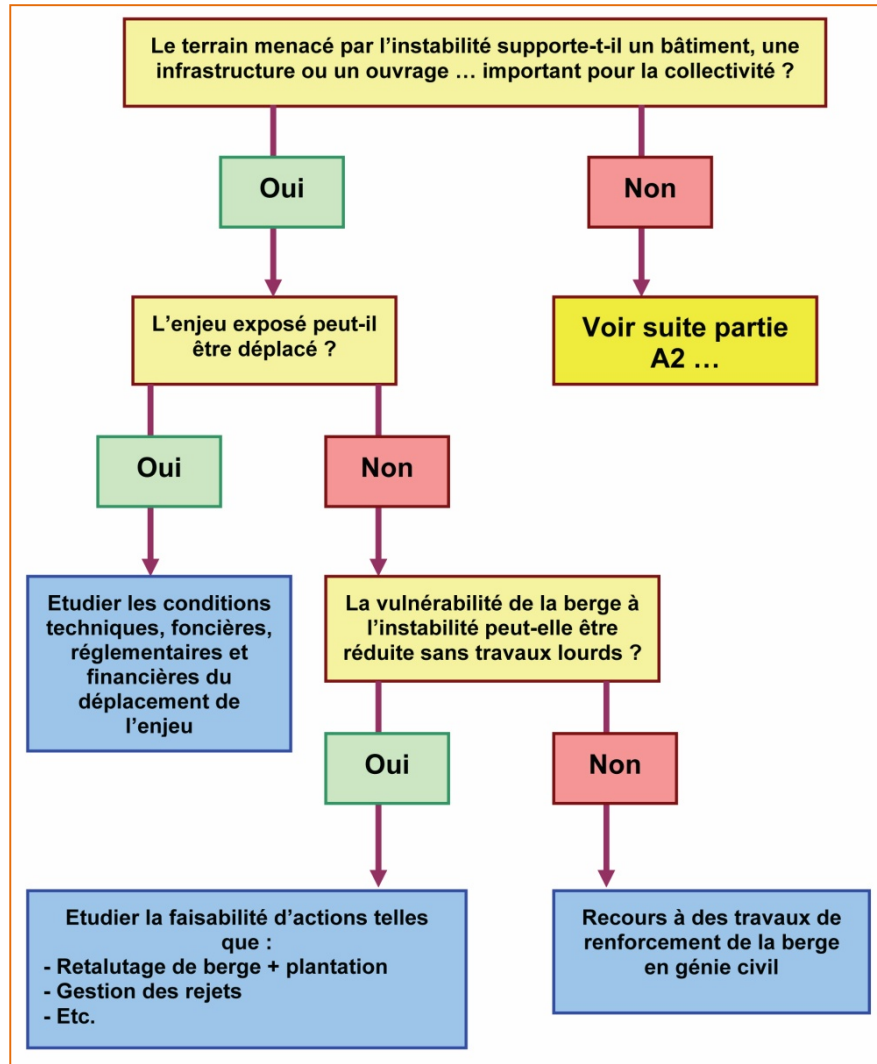 Le terrain menacé par l’instabilité supporte-t-il un bâtiment, une
infrastructure ou un ouvrage … important pour la collectivité ?
Oui
Non
L’enjeu exposé peut-il
être déplacé ?
Voir suite partie
A2 …
Oui
Non
Etudier les conditions
techniques, foncières,
réglementaires et
financières du
déplacement de
l’enjeu
La vulnérabilité de la berge à
l’instabilité peut-elle être
réduite sans travaux lourds ?
Oui
Non
Etudier la faisabilité d’actions telles
que :
- Retalutage de berge + plantation
- Gestion des rejets
- Etc.
Recours à des travaux de
renforcement de la berge
en génie civil